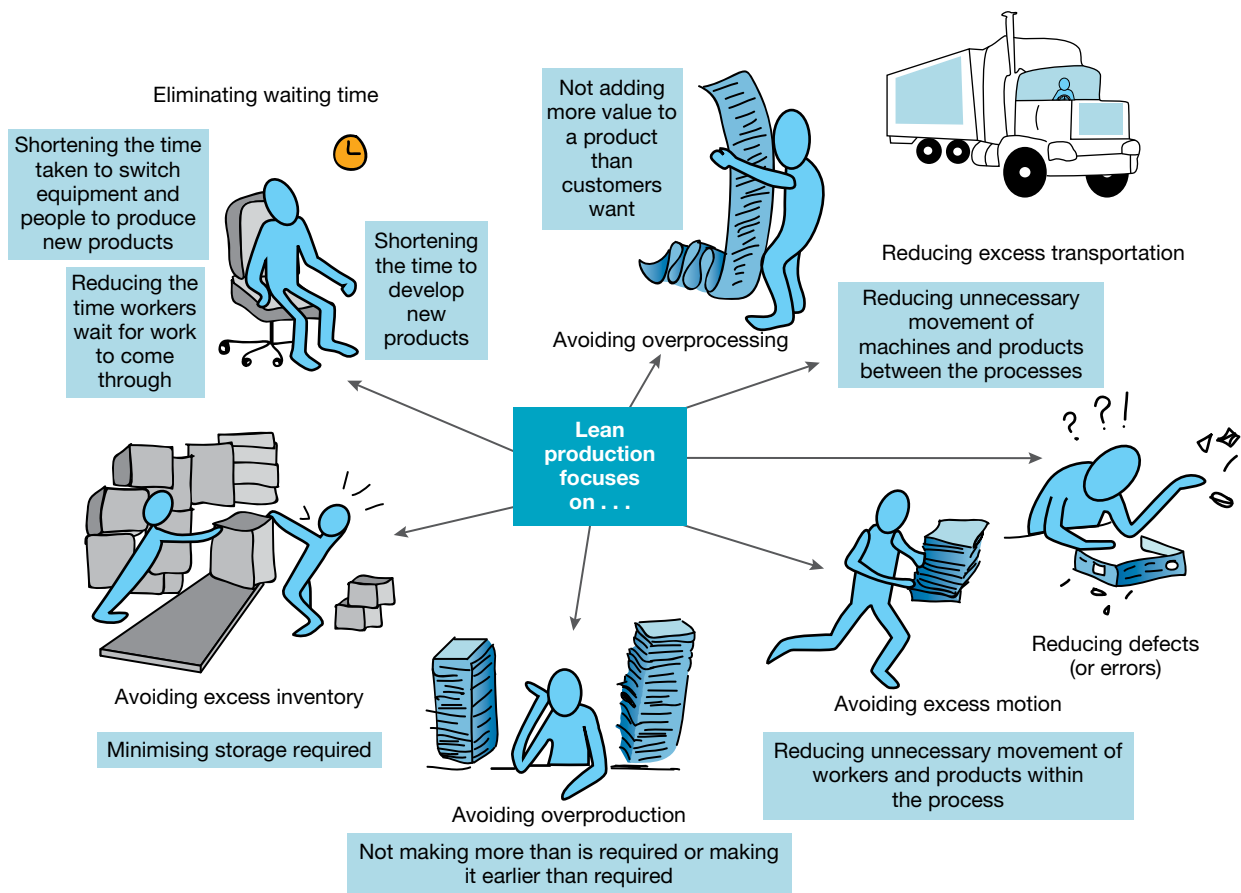 Eliminating waiting time
Shortening the time
taken to switch
equipment and
people to produce
new products
Reducing the
time workers
wait for work
to come
through
Shortening
the time to
develop
new
products
Not adding
more value to
a product
than
customers
want
Avoiding overprocessing
Reducing excess transportation
Reducing unnecessary
movement of
machines and products
between the processes
Lean
production
focuses
on . . .
? ? !
Reducing defects
(or errors)
Avoiding excess inventory
Minimising storage required
Avoiding overproduction
Not making more than is required or making
it earlier than required
Avoiding excess motion
Reducing unnecessary movement of
workers and products within
the process